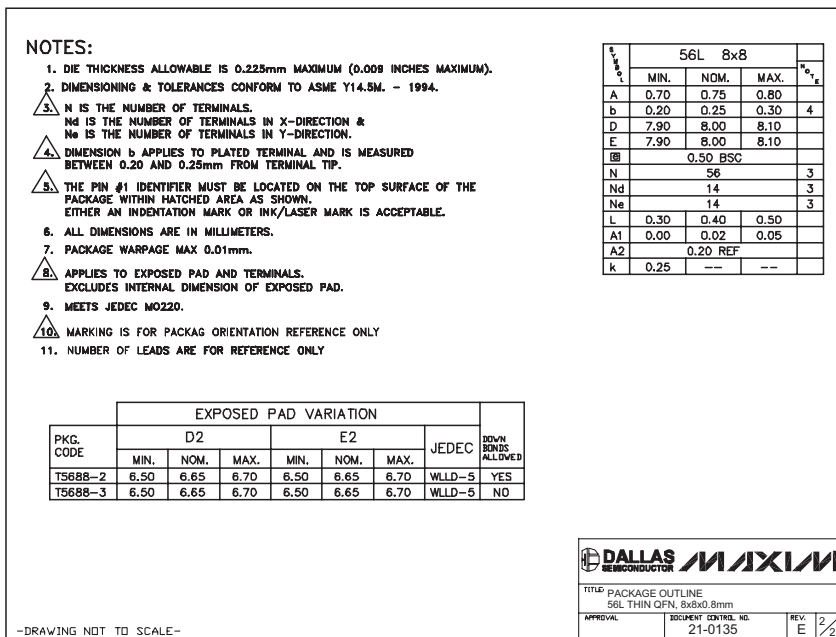 NOTES:
1. DIE THICKNESS ALLOWABLE IS 0.225mm MAXIMUM (0.009 INCHES MAXIMUM).
2. DIMENSIONING & TOLERANCES CONFORM TO ASME Y14.5M. - 1994.
3. N IS THE NUMBER OF TERMINALS.
Nd IS THE NUMBER OF TERMINALS IN X-DIRECTION &
Ne IS THE NUMBER OF TERMINALS IN Y-DIRECTION.
4. DIMENSION b APPLIES TO PLATED TERMINAL AND IS MEASURED
BETWEEN 0.20 AND 0.25mm FROM TERMINAL TIP.
5. THE PIN #1 IDENTIFIER MUST BE LOCATED ON THE TOP SURFACE OF THE
PACKAGE WITHIN HATCHED AREA AS SHOWN.
EITHER AN INDENTATION MARK OR INK/LASER MARK IS ACCEPTABLE.
6. ALL DIMENSIONS ARE IN MILLIMETERS.
7. PACKAGE WARPAGE MAX 0.01mm.
8. APPLIES TO EXPOSED PAD AND TERMINALS.
EXCLUDES INTERNAL DIMENSION OF EXPOSED PAD.
9. MEETS JEDEC MO220.
10. MARKING IS FOR PACKAG ORIENTATION REFERENCE ONLY
11. NUMBER OF LEADS ARE FOR REFERENCE ONLY
SYMBOL 56L 8x8 NOTE
MIN. NOM. MAX.
A 0.70 0.75 0.80
b 0.20 0.25 0.30 4
D 7.90 8.00 8.10
E 7.90 8.00 8.10
e 0.50 BSC
N 56 3
Nd 14 3
Ne 14 3
L 0.30 0.40 0.50
A1 0.00 0.02 0.05
A2 0.20 REF
k 0.25 -- --
EXPOSED PAD VARIATION
PKG. CODE D2 E2 JEDEC DOWN BONDS ALLOWED
MIN. NOM. MAX. MIN. NOM. MAX.
T5688-2 6.50 6.65 6.70 6.50 6.65 6.70 WLLD-5 YES
T5688-3 6.50 6.65 6.70 6.50 6.65 6.70 WLLD-5 NO
-DRAWING NOT TO SCALE-
DALLAS SEMICONDUCTOR MAXIM
TITLE: PACKAGE OUTLINE
56L THIN QFN, 8x8x0.8mm
APPROVAL DOCUMENT CONTROL NO. REV.
21-0135 E 2/2